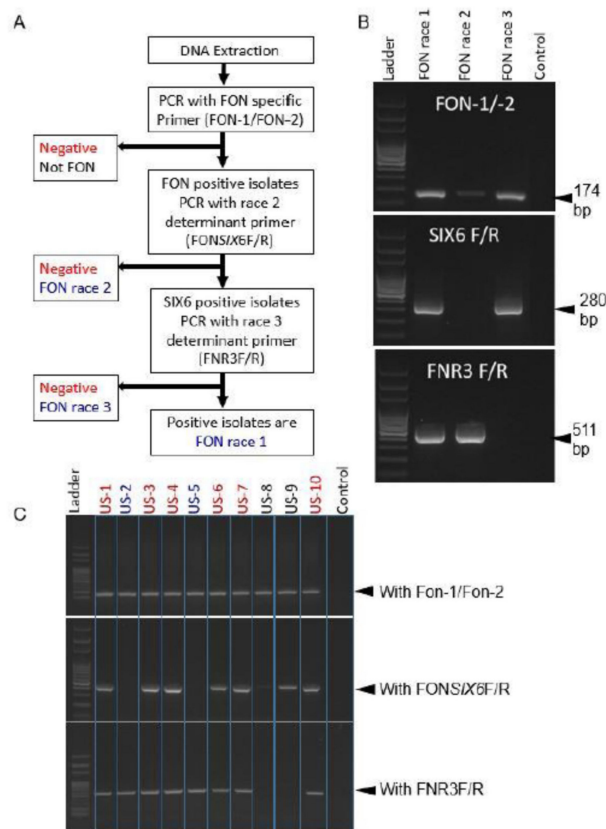 A
DNA Extraction
PCR with FON specific
Primer (FON-1/FON-2)
Negative
Not FON
FON positive isolates
PCR with race 2
determinant primer
(FONSIX6F/R)
Negative
FON race 2
SIX6 positive isolates
PCR with race 3
determinant primer
(FNR3F/R)
Negative
FON race 3
Positive isolates are
FON race 1
B
Ladder
FON race 1
FON race 2
FON race 3
Control
FON-1/-2
174
bp
SIX6 F/R
280
bp
FNR3 F/R
511
bp
C
Ladder
US-1
US-2
US-3
US-4
US-5
US-6
US-7
US-8
US-9
US-10
Control
With Fon-1/Fon-2
With FONSIX6F/R
With FNR3F/R